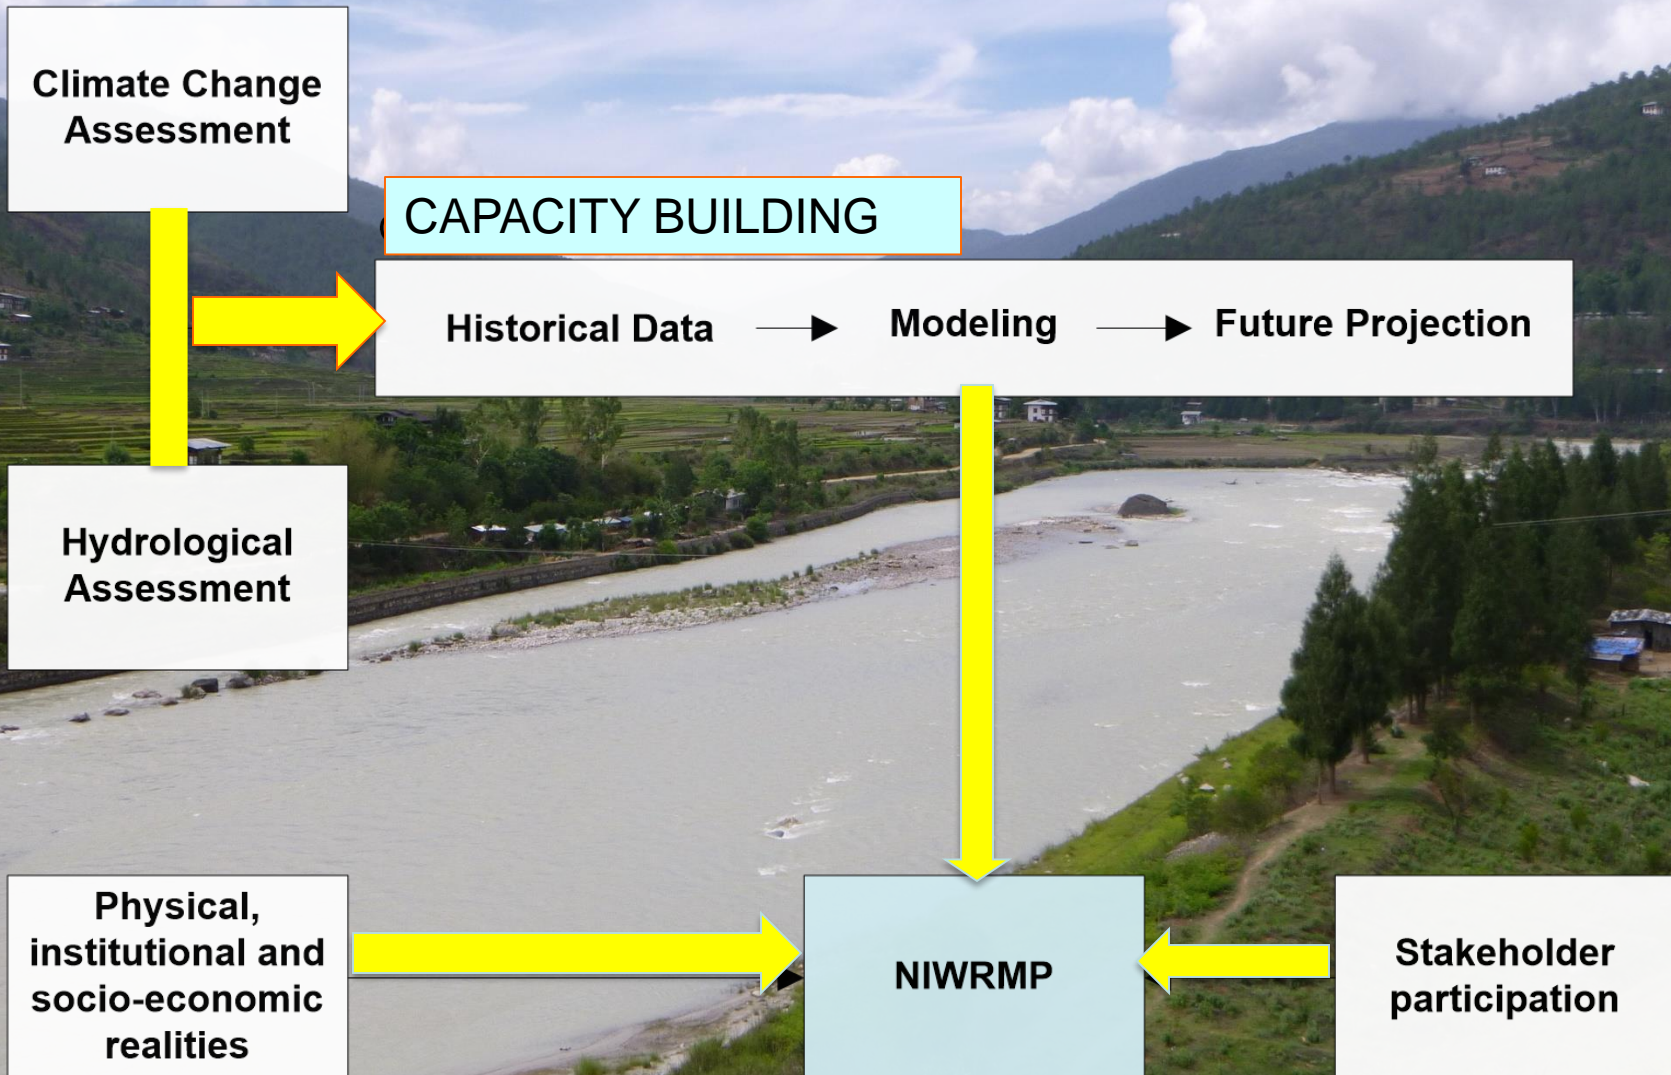 Climate Change
Assessment
CAPACITY BUILDING
Historical Data
Modeling
Future Projection
Hydrological
Assessment
Physical,
institutional and
socio-economic
realities
NIWRMP
Stakeholder
participation